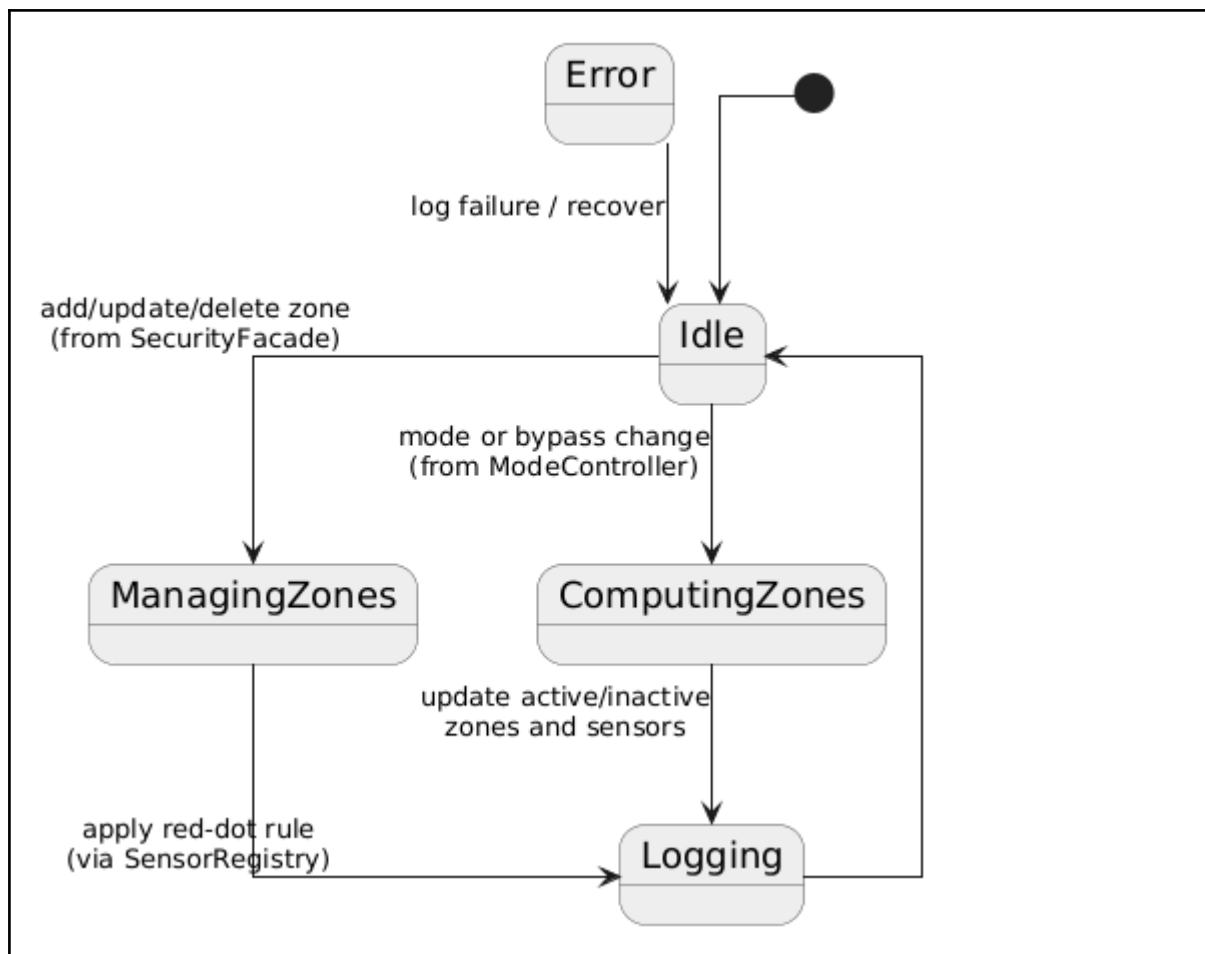 Error
log failure / recover
add/update/delete zone
(from SecurityFacade)
Idle
mode or bypass change
(from ModeController)
ManagingZones
ComputingZones
update active/inactive
zones and sensors
apply red-dot rule
(via SensorRegistry)
Logging